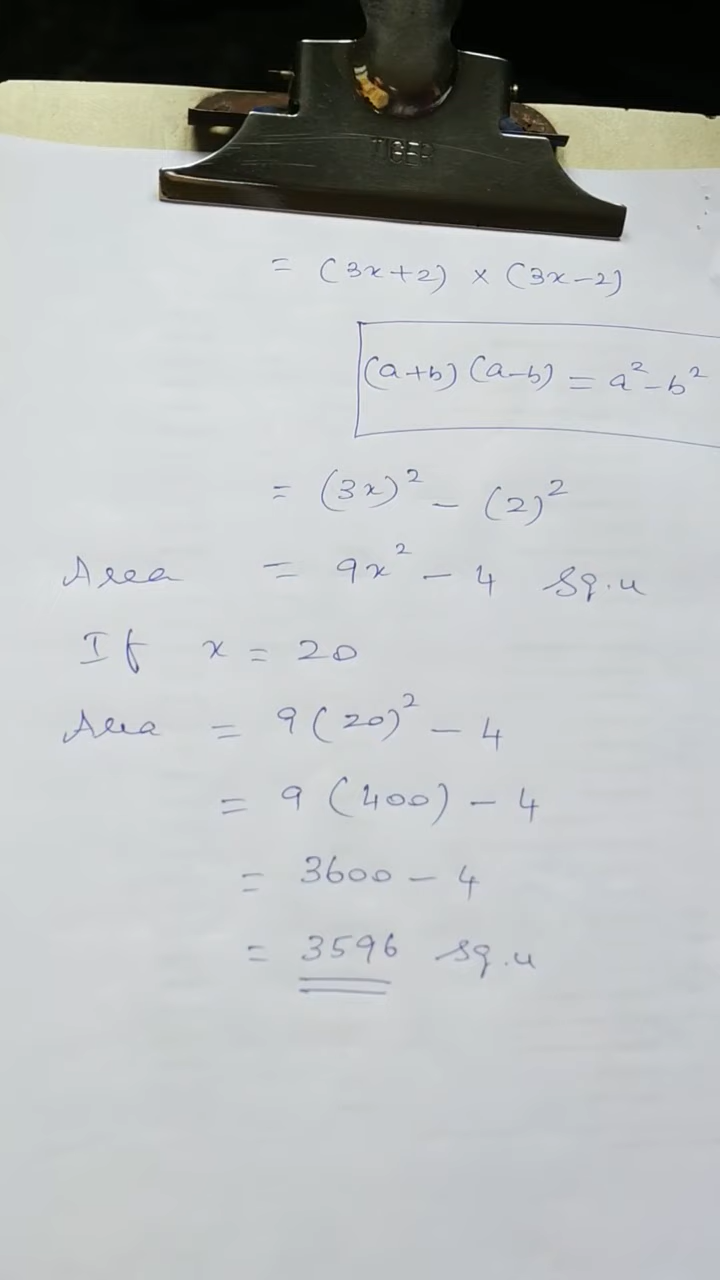 TIGER
= (3x+2) × (3x-2)
(a+b) (a-b) = a²-b²
= (3x)² - (2)²
Area = 9x² - 4 sq.u
If x = 20
Area = 9(20)² - 4
= 9 (400) - 4
= 3600 - 4
= 3596 sq.u